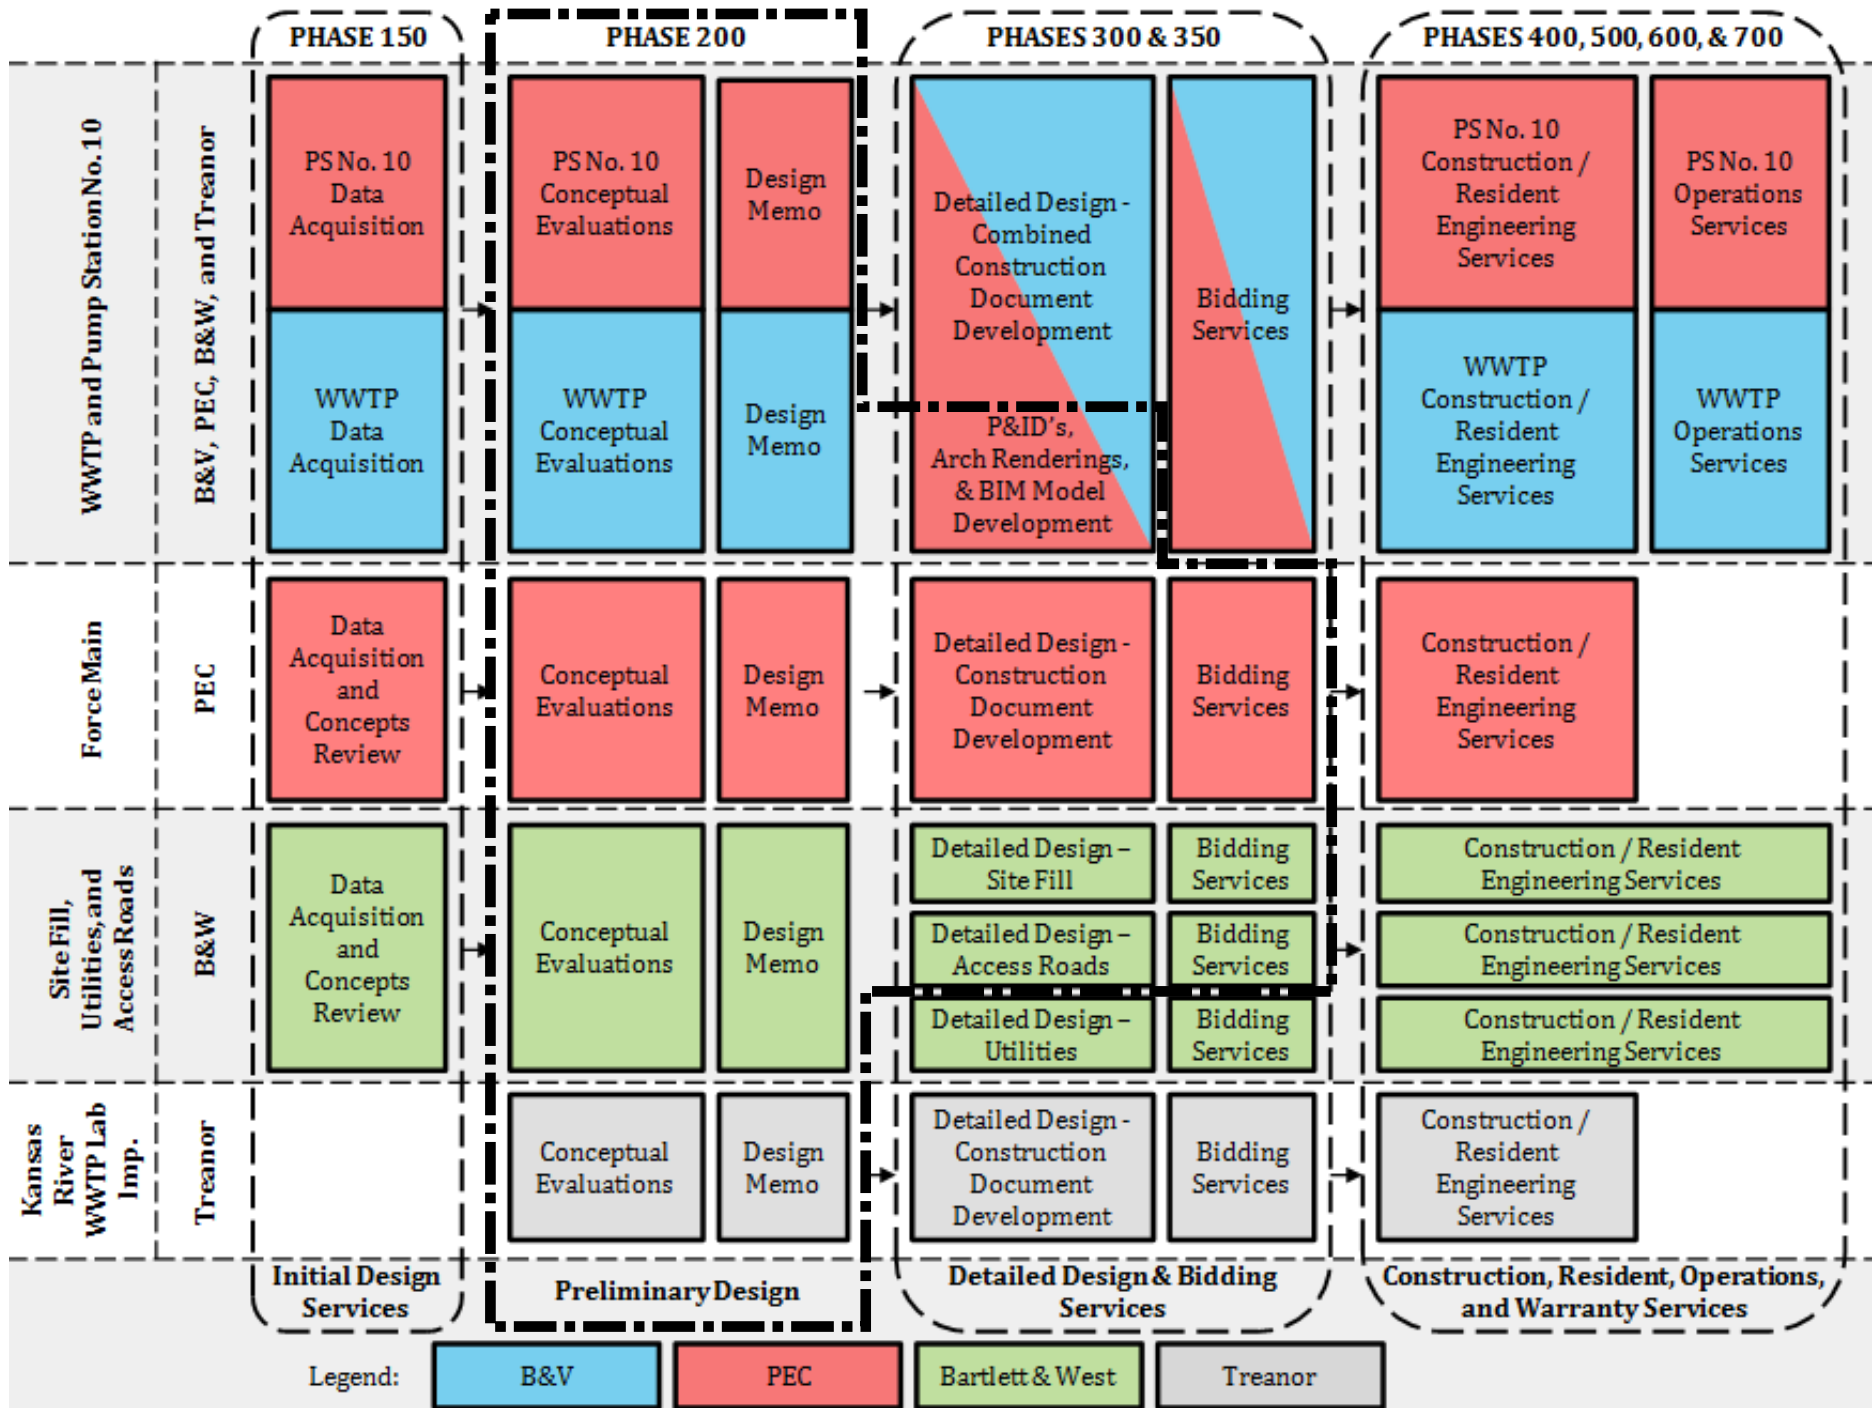 PHASE 150
PHASE 200
PHASES 300 & 350
PHASES 400, 500, 600, & 700
WWTP and Pump Station No. 10
B&V, PEC, B&W, and Treanor
PS No. 10
Data
Acquisition
PS No. 10
Conceptual
Evaluations
Design
Memo
Detailed Design -
Combined
Construction
Document
Development
P&ID's,
Arch Renderings,
& BIM Model
Development
Bidding
Services
PS No. 10
Construction /
Resident
Engineering
Services
PS No. 10
Operations
Services
WWTP
Data
Acquisition
WWTP
Conceptual
Evaluations
Design
Memo
WWTP
Construction /
Resident
Engineering
Services
WWTP
Operations
Services
Force Main
PEC
Data
Acquisition
and
Concepts
Review
Conceptual
Evaluations
Design
Memo
Detailed Design -
Construction
Document
Development
Bidding
Services
Construction /
Resident
Engineering
Services
Site Fill,
Utilities, and
Access Roads
B&W
Data
Acquisition
and
Concepts
Review
Conceptual
Evaluations
Design
Memo
Detailed Design –
Site Fill
Bidding
Services
Construction / Resident
Engineering Services
Detailed Design –
Access Roads
Bidding
Services
Construction / Resident
Engineering Services
Detailed Design –
Utilities
Bidding
Services
Construction / Resident
Engineering Services
Kansas
River
WWTP Lab
Imp.
Treanor
Conceptual
Evaluations
Design
Memo
Detailed Design -
Construction
Document
Development
Bidding
Services
Construction /
Resident
Engineering
Services
Initial Design
Services
Preliminary Design
Detailed Design & Bidding
Services
Construction, Resident, Operations,
and Warranty Services
Legend:
B&V
PEC
Bartlett & West
Treanor